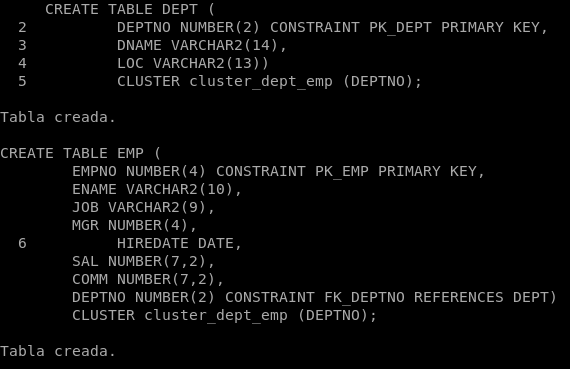 CREATE TABLE DEPT (
2 DEPTNO NUMBER(2) CONSTRAINT PK_DEPT PRIMARY KEY,
3 DNAME VARCHAR2(14),
4 LOC VARCHAR2(13))
5 CLUSTER cluster_dept_emp (DEPTNO);
Tabla creada.
CREATE TABLE EMP (
EMPNO NUMBER(4) CONSTRAINT PK_EMP PRIMARY KEY,
ENAME VARCHAR2(10),
JOB VARCHAR2(9),
MGR NUMBER(4),
6 HIREDATE DATE,
SAL NUMBER(7,2),
COMM NUMBER(7,2),
DEPTNO NUMBER(2) CONSTRAINT FK_DEPTNO REFERENCES DEPT)
CLUSTER cluster_dept_emp (DEPTNO);
Tabla creada.